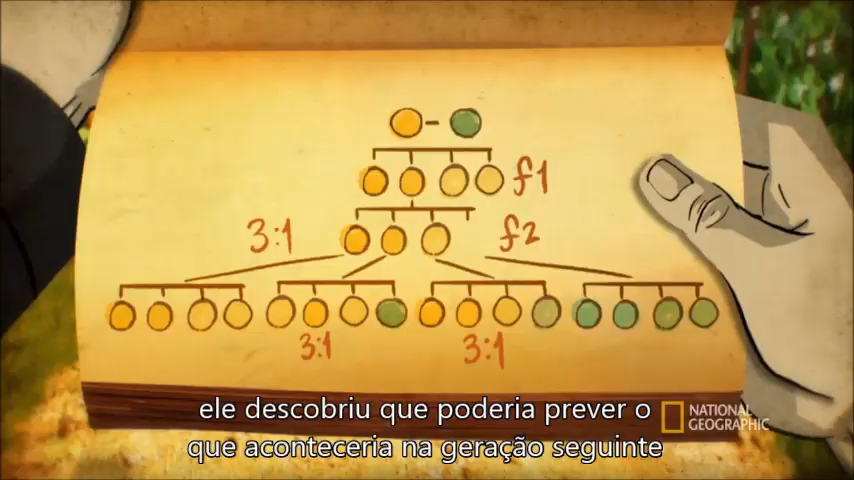 f1
3:1
f2
3:1
3:1
ele descobriu que poderia prever o
que aconteceria na geração seguinte
NATIONAL
GEOGRAPHIC